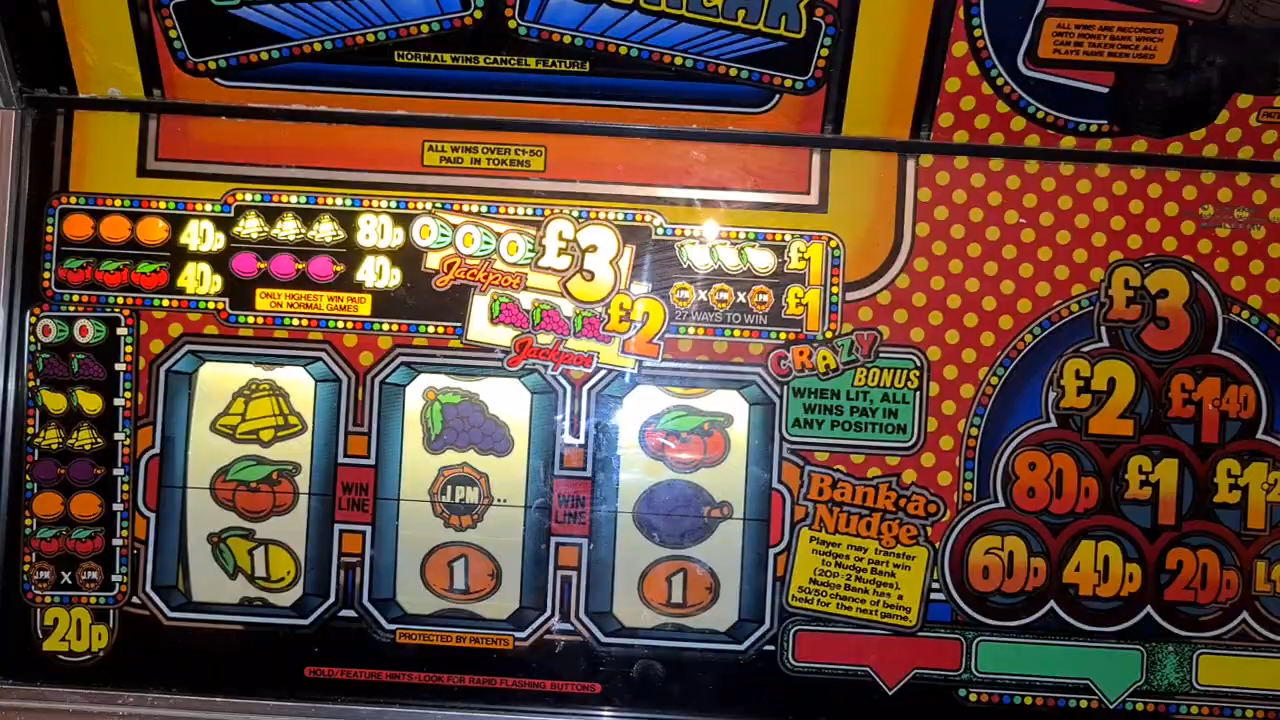 NORMAL WINS CANCEL FEATURE
ALL WINS ARE RECORDED
ONTO MONEY BANK WHICH
CAN BE TAKEN ONCE ALL
PLAYS HAVE BEEN USED
ALL WINS OVER £1·50
PAID IN TOKENS
40p
80p
£3
Jackpot
£1
40p
40p
ONLY HIGHEST WIN PAID
ON NORMAL GAMES
£2
Jackpot
J.P.M X J.P.M X J.P.M
£1
27 WAYS TO WIN
CRAZY
BONUS
WHEN LIT, ALL
WINS PAY IN
ANY POSITION
WIN
LINE
J.P.M
WIN
LINE
1
1
1
J.P.M X J.P.M
20p
Bank·a·
Nudge
Player may transfer
nudges or part win
to Nudge Bank
(20P=2 Nudges).
Nudge Bank has a
50/50 chance of being
held for the next game.
£3
£2
£1·40
80p
£1
60p
40p
20p
PROTECTED BY PATENTS
HOLD/FEATURE HINTS·LOOK FOR RAPID FLASHING BUTTONS